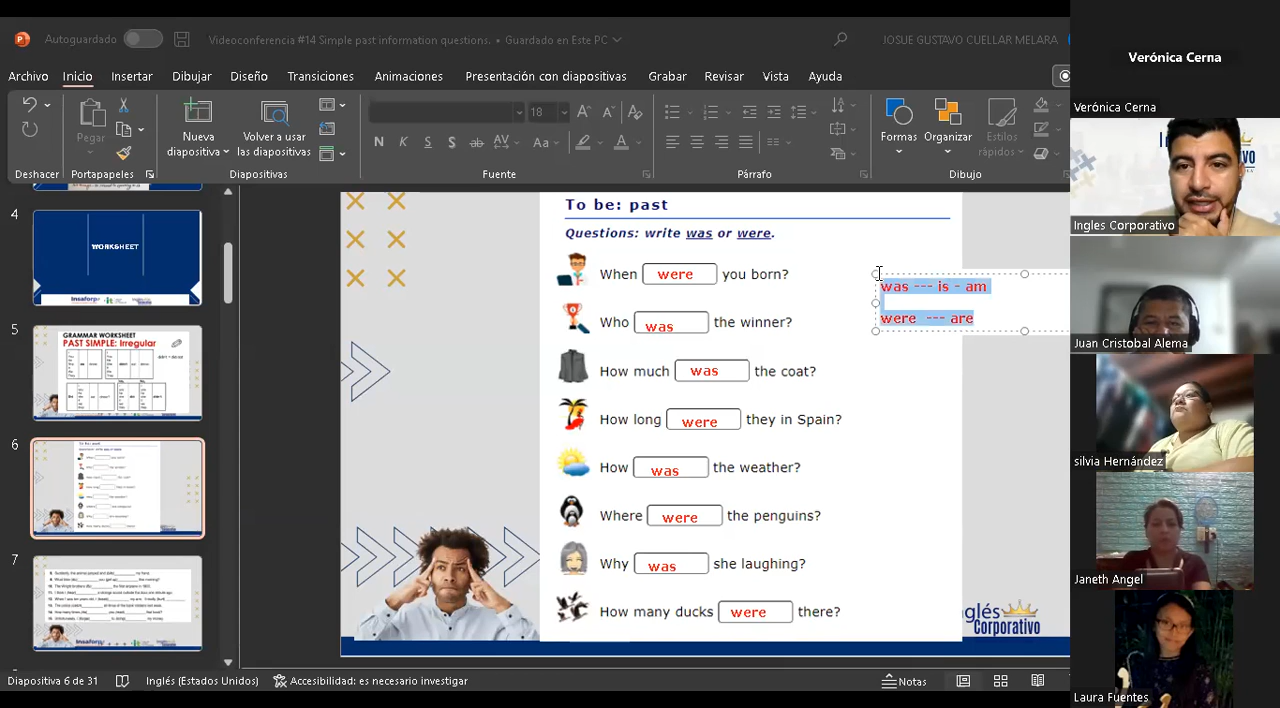 Autoguardado
Videoconferencia #14 Simple past information questions. • Guardado en Este PC
JOSUE GUSTAVO CUELLAR MELARA
Archivo Inicio Insertar Dibujar Diseño Transiciones Animaciones Presentación con diapositivas Grabar Revisar Vista Ayuda
Pegar
Nueva diapositiva
Volver a usar las diapositivas
18
N K S S ab AV Aa A
Formas Organizar Estilos rápidos
Deshacer Portapapeles Diapositivas Fuente Párrafo Dibujo
4
WORKSHEET
Insaforp
5
GRAMMAR WORKSHEET
PAST SIMPLE: Irregular
6
7
To be: past
Questions: write was or were.
When were you born?
Who was the winner?
How much was the coat?
How long were they in Spain?
How was the weather?
Where were the penguins?
Why was she laughing?
How many ducks were there?
was --- is - am
were --- are
nglés
Corporativo
Diapositiva 6 de 31
Inglés (Estados Unidos)
Accesibilidad: es necesario investigar
Notas
Verónica Cerna
Verónica Cerna
Ingles Corporativo
Juan Cristobal Alema
silvia Hernández
Janeth Angel
Laura Fuentes